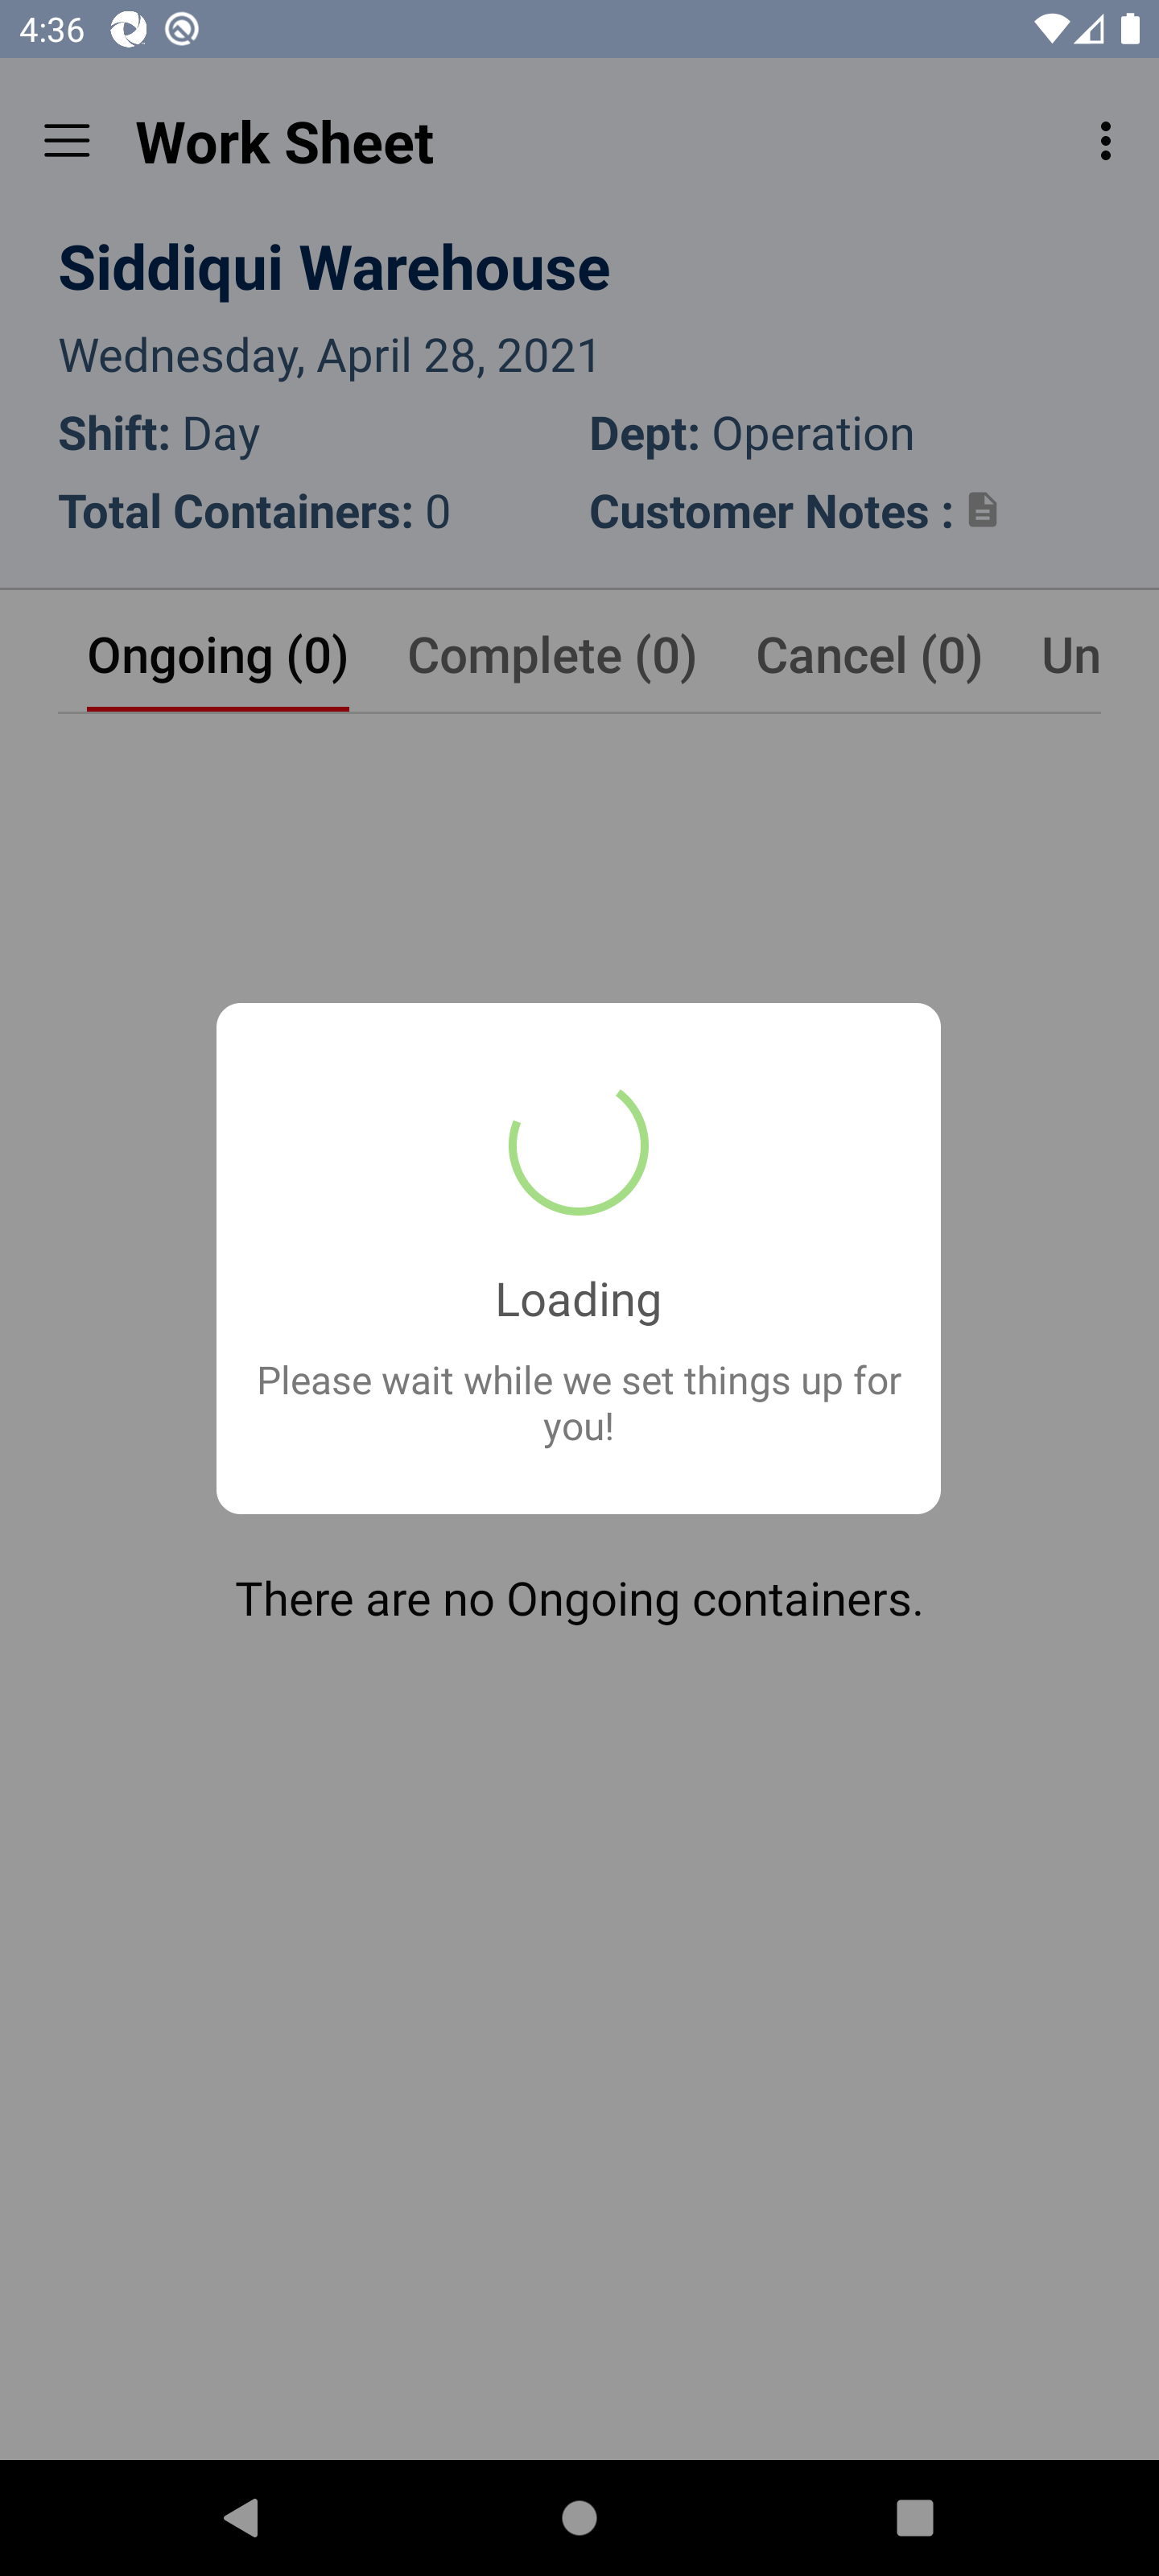 4:36
Work Sheet
Siddiqui Warehouse
Wednesday, April 28, 2021
Shift: Day
Dept: Operation
Total Containers: 0
Customer Notes :
Ongoing (0)
Complete (0)
Cancel (0)
Un
Loading
Please wait while we set things up for
you!
There are no Ongoing containers.